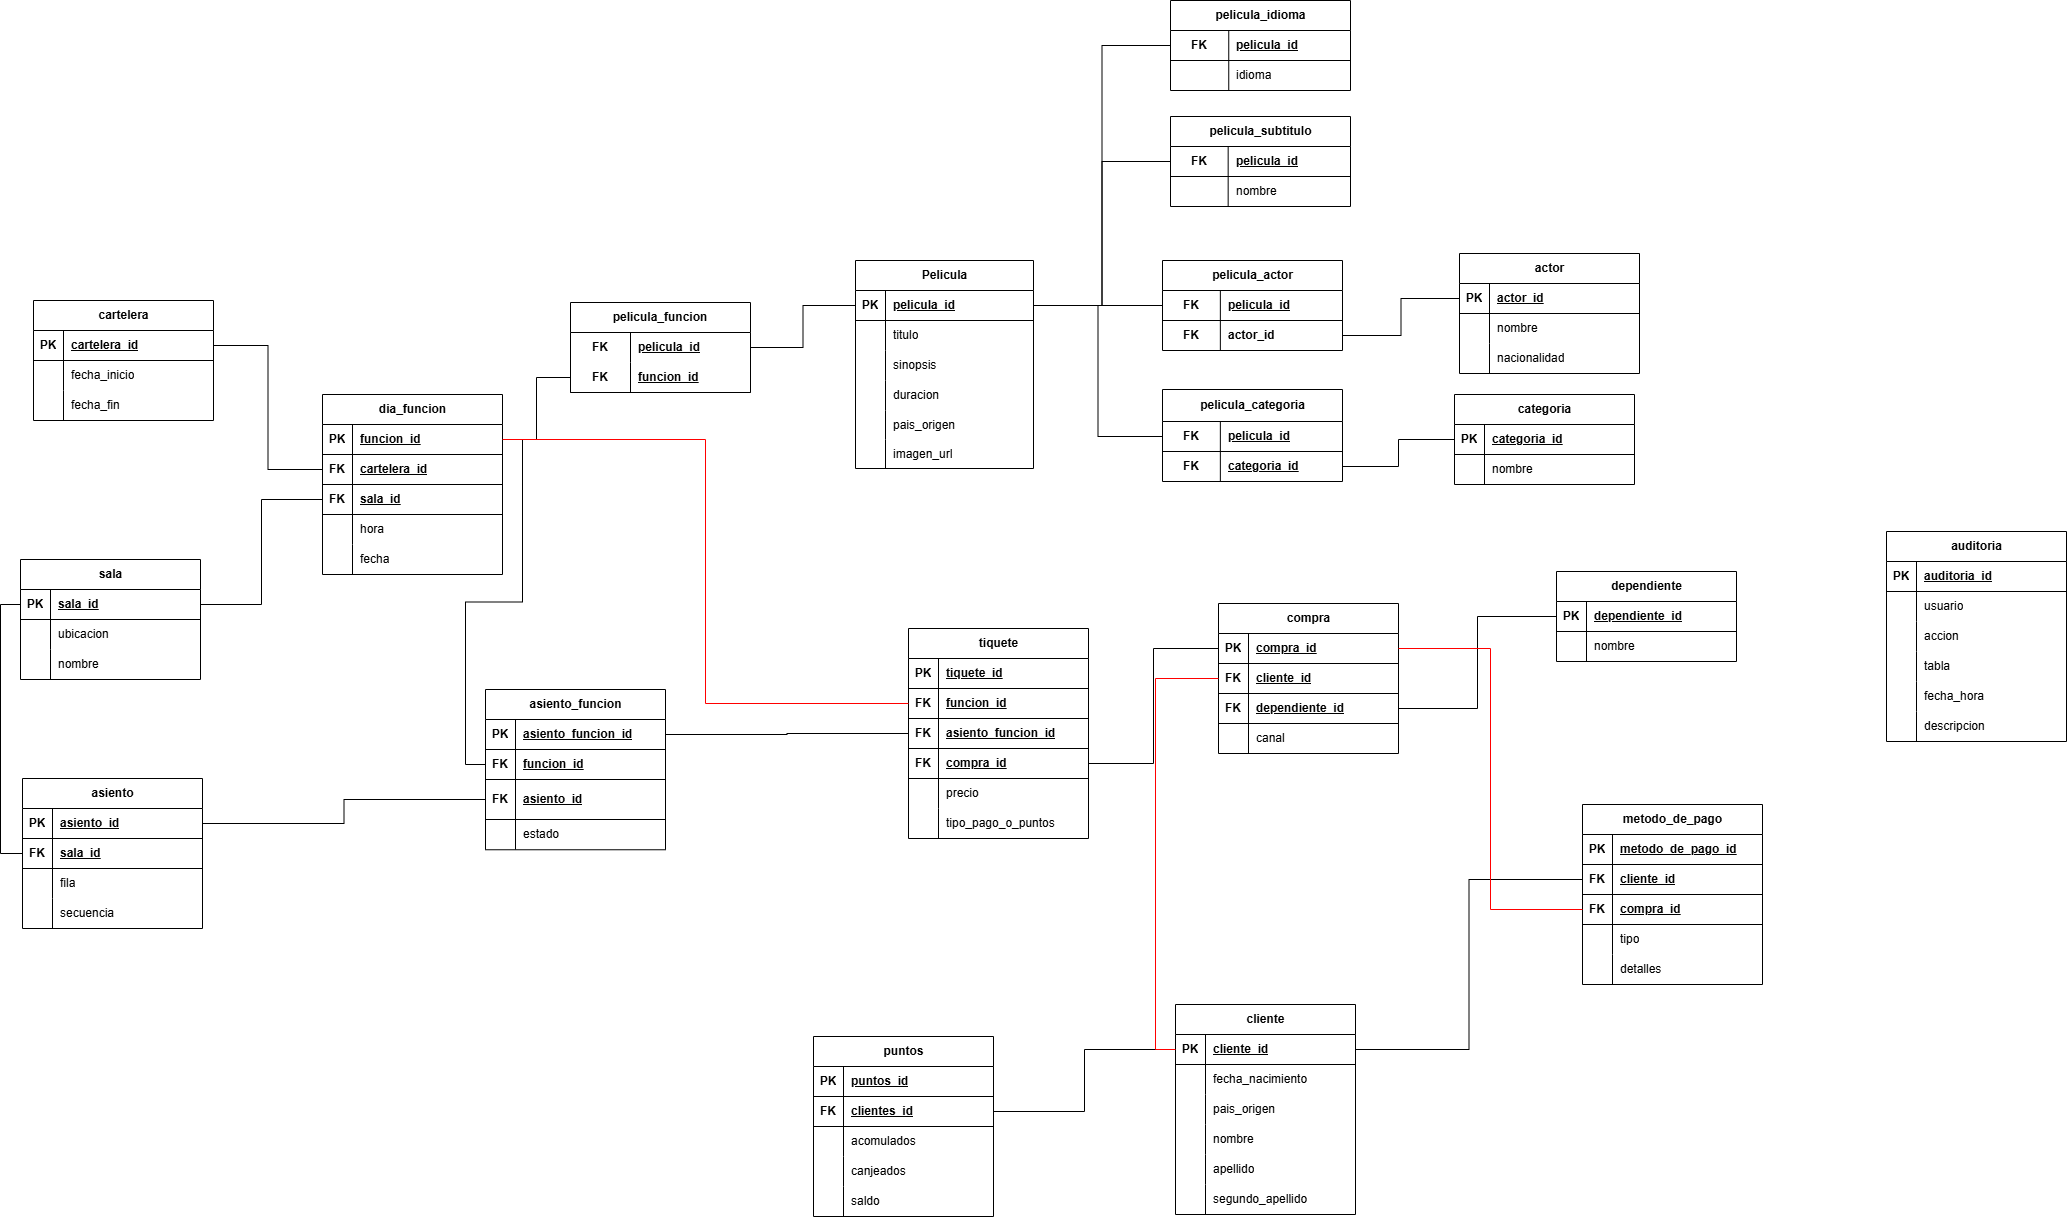 pelicula_idioma
FK pelicula_id
idioma
pelicula_subtitulo
FK pelicula_id
nombre
Pelicula
PK pelicula_id
titulo
sinopsis
duracion
pais_origen
imagen_url
pelicula_actor
FK pelicula_id
FK actor_id
actor
PK actor_id
nombre
nacionalidad
cartelera
PK cartelera_id
fecha_inicio
fecha_fin
pelicula_funcion
FK pelicula_id
FK funcion_id
dia_funcion
PK funcion_id
FK cartelera_id
FK sala_id
hora
fecha
pelicula_categoria
FK pelicula_id
FK categoria_id
categoria
PK categoria_id
nombre
sala
PK sala_id
ubicacion
nombre
auditoria
PK auditoria_id
usuario
accion
tabla
fecha_hora
descripcion
dependiente
PK dependiente_id
nombre
compra
PK compra_id
FK cliente_id
FK dependiente_id
canal
tiquete
PK tiquete_id
FK funcion_id
FK asiento_funcion_id
FK compra_id
precio
tipo_pago_o_puntos
asiento_funcion
PK asiento_funcion_id
FK funcion_id
FK asiento_id
estado
asiento
PK asiento_id
FK sala_id
fila
secuencia
metodo_de_pago
PK metodo_de_pago_id
FK cliente_id
FK compra_id
tipo
detalles
cliente
PK cliente_id
fecha_nacimiento
pais_origen
nombre
apellido
segundo_apellido
puntos
PK puntos_id
FK clientes_id
acomulados
canjeados
saldo